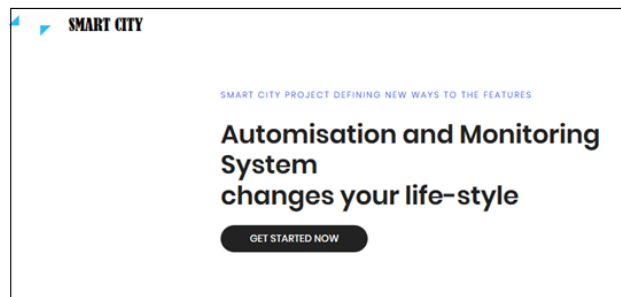 SMART CITY
SMART CITY PROJECT DEFINING NEW WAYS TO THE FEATURES
Automisation and Monitoring
System
changes your life-style
GET STARTED NOW